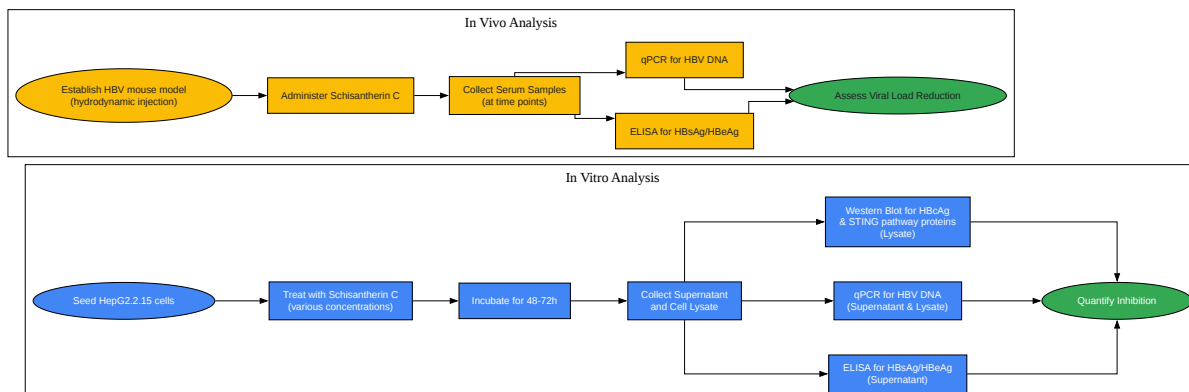 In Vivo Analysis
Establish HBV mouse model
(hydrodynamic injection)
Administer Schisantherin C
Collect Serum Samples
(at time points)
qPCR for HBV DNA
ELISA for HBsAg/HBeAg
Assess Viral Load Reduction
In Vitro Analysis
Seed HepG2.2.15 cells
Treat with Schisantherin C
(various concentrations)
Incubate for 48-72h
Collect Supernatant
and Cell Lysate
Western Blot for HBcAg
& STING pathway proteins
(Lysate)
qPCR for HBV DNA
(Supernatant & Lysate)
ELISA for HBsAg/HBeAg
(Supernatant)
Quantify Inhibition